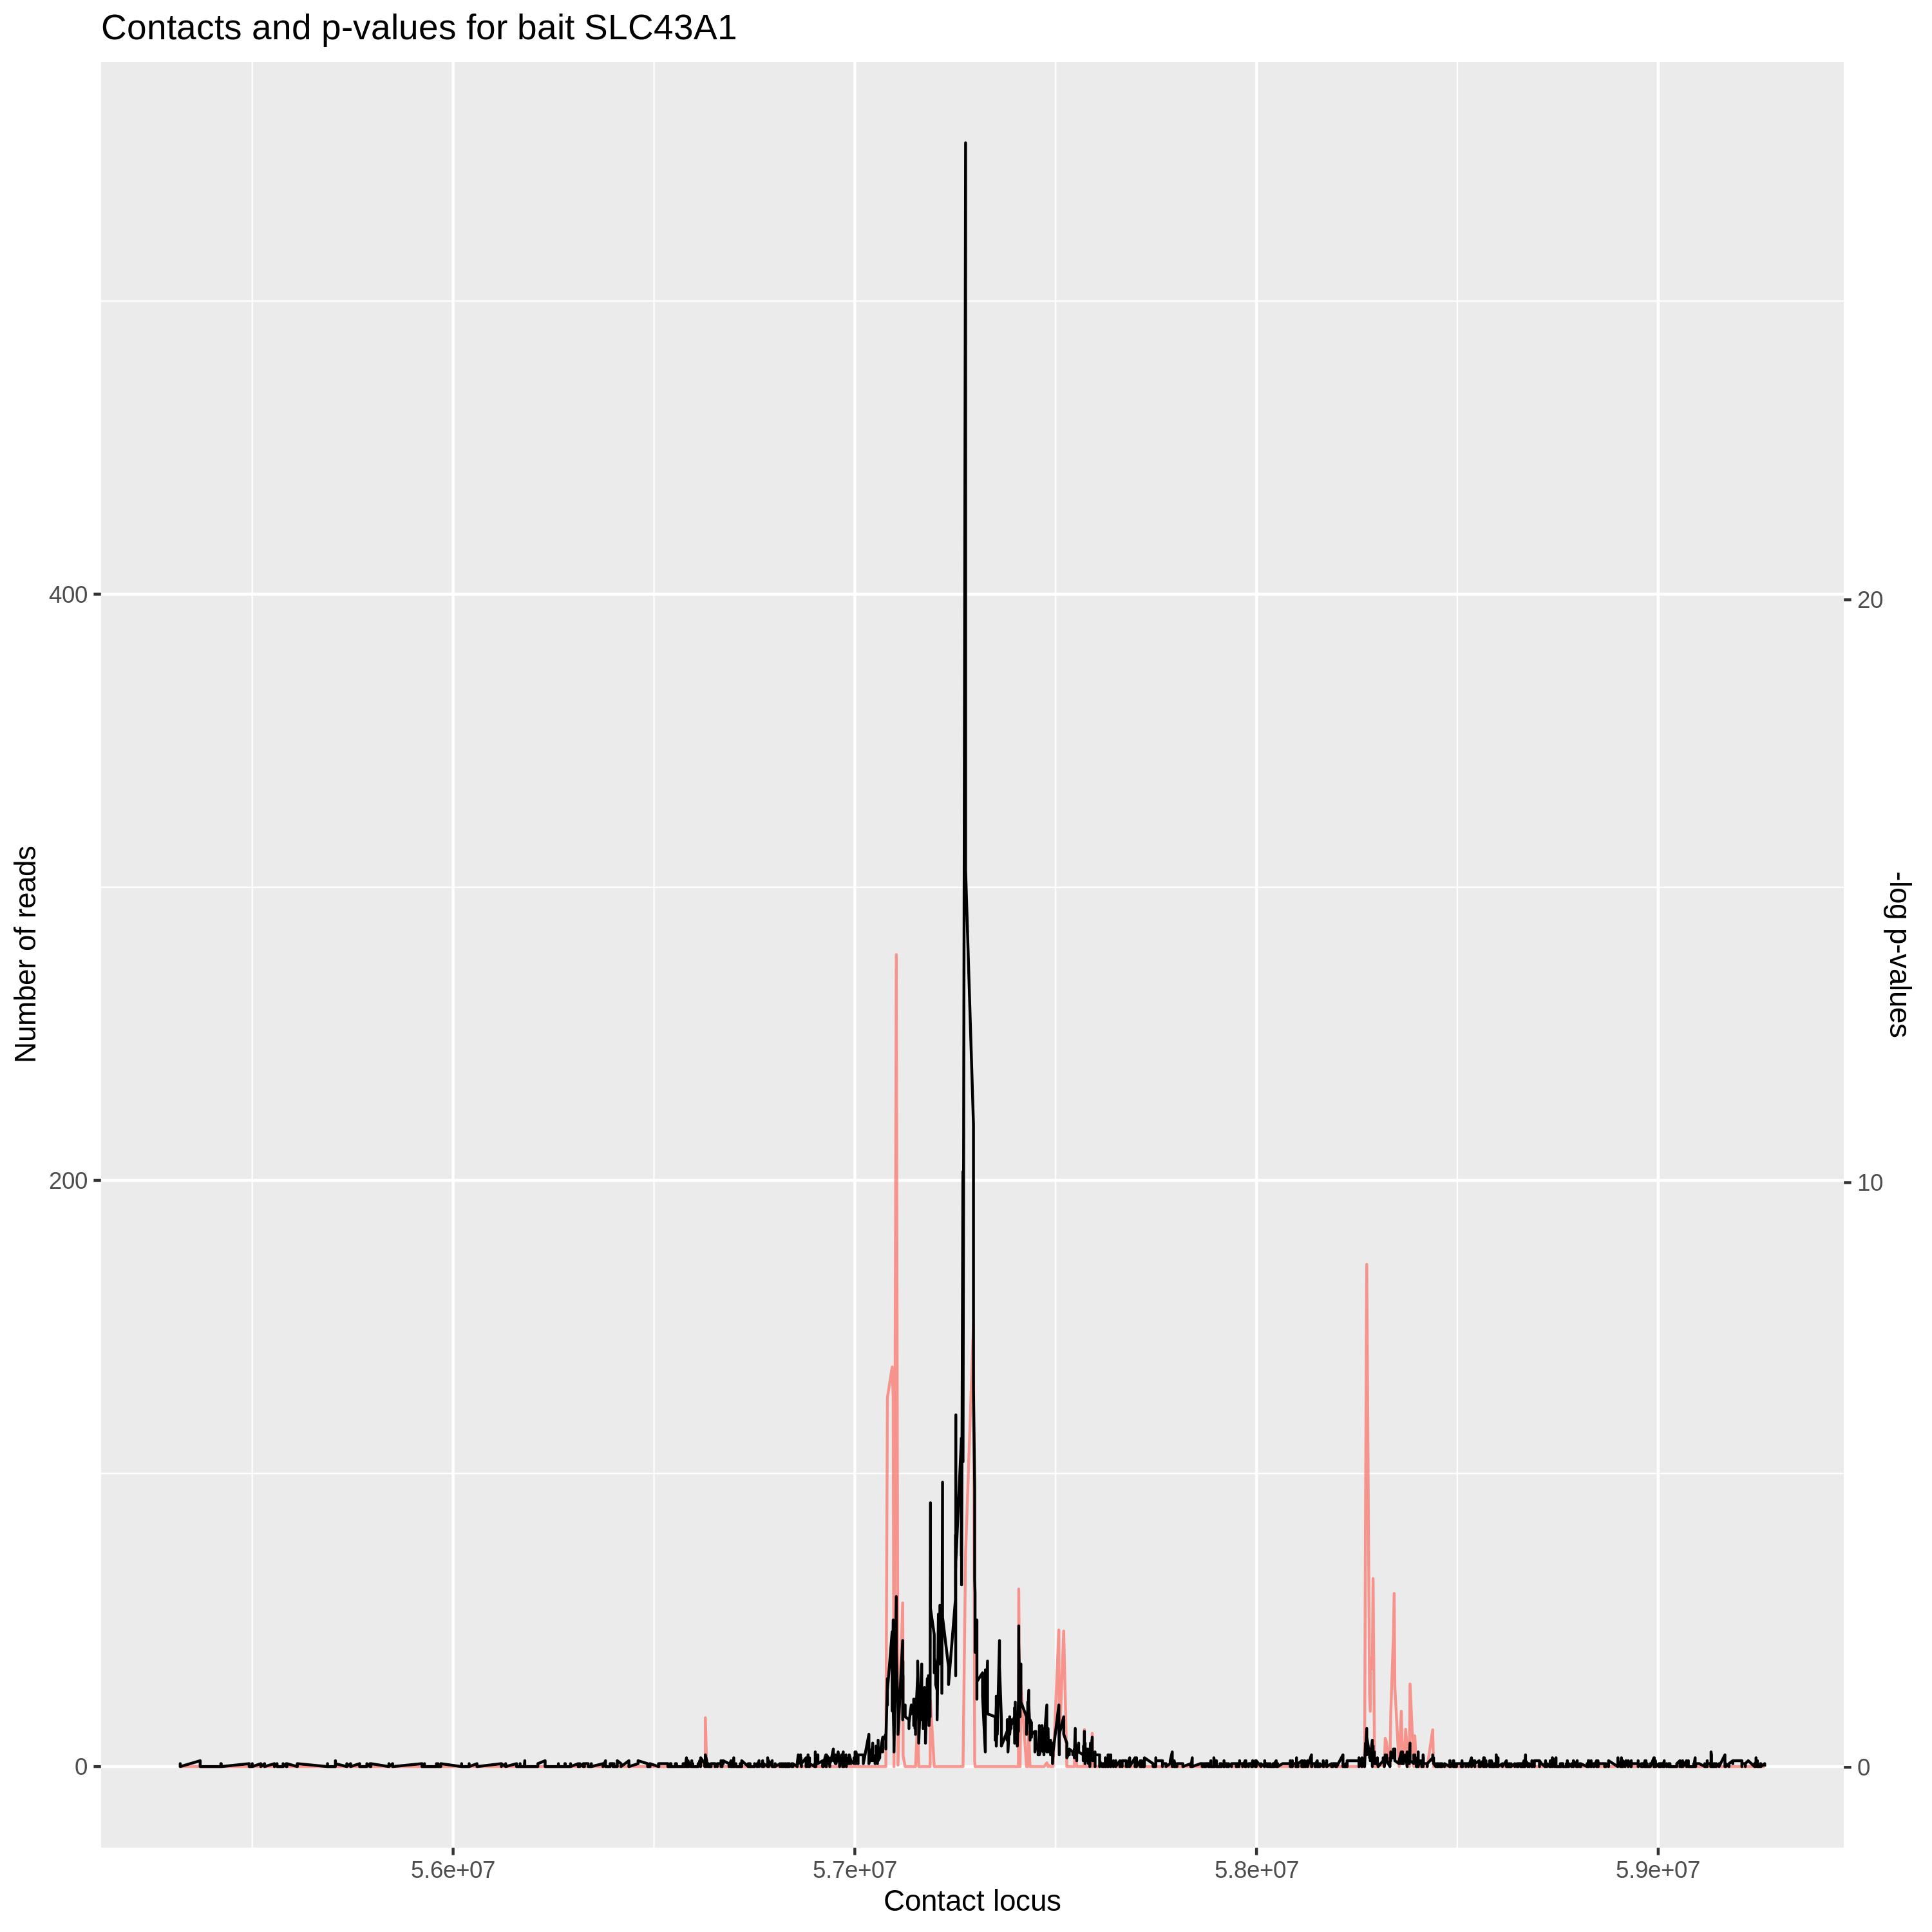 Contacts and p-values for bait SLC43A1
Number of reads
400
200
0
20
10
0
-log p-values
5.6e+07
5.7e+07
5.8e+07
5.9e+07
Contact locus